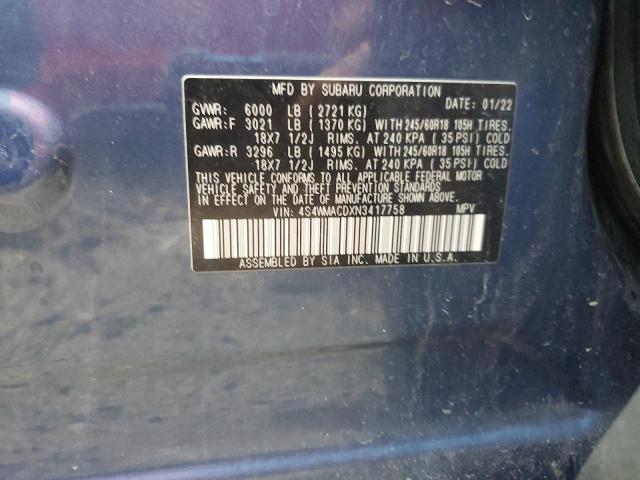 MFD BY SUBARU CORPORATION
GVWR: 6000 LB (2721 KG) DATE: 01/22
GAWR:F 3021 LB (1370 KG) WITH 245/60R18 105H TIRES.
18X7 1/2J RIMS. AT 240 KPA (35 PSI) COLD
GAWR:R 3296 LB (1495 KG) WITH 245/60R18 105H TIRES.
18X7 1/2J RIMS. AT 240 KPA (35 PSI) COLD
THIS VEHICLE CONFORMS TO ALL APPLICABLE FEDERAL MOTOR
VEHICLE SAFETY AND THEFT PREVENTION STANDARDS
IN EFFECT ON THE DATE OF MANUFACTURE SHOWN ABOVE.
VIN: 4S4WMACDXN3417758 MPV
ASSEMBLED BY SIA INC. MADE IN U.S.A.